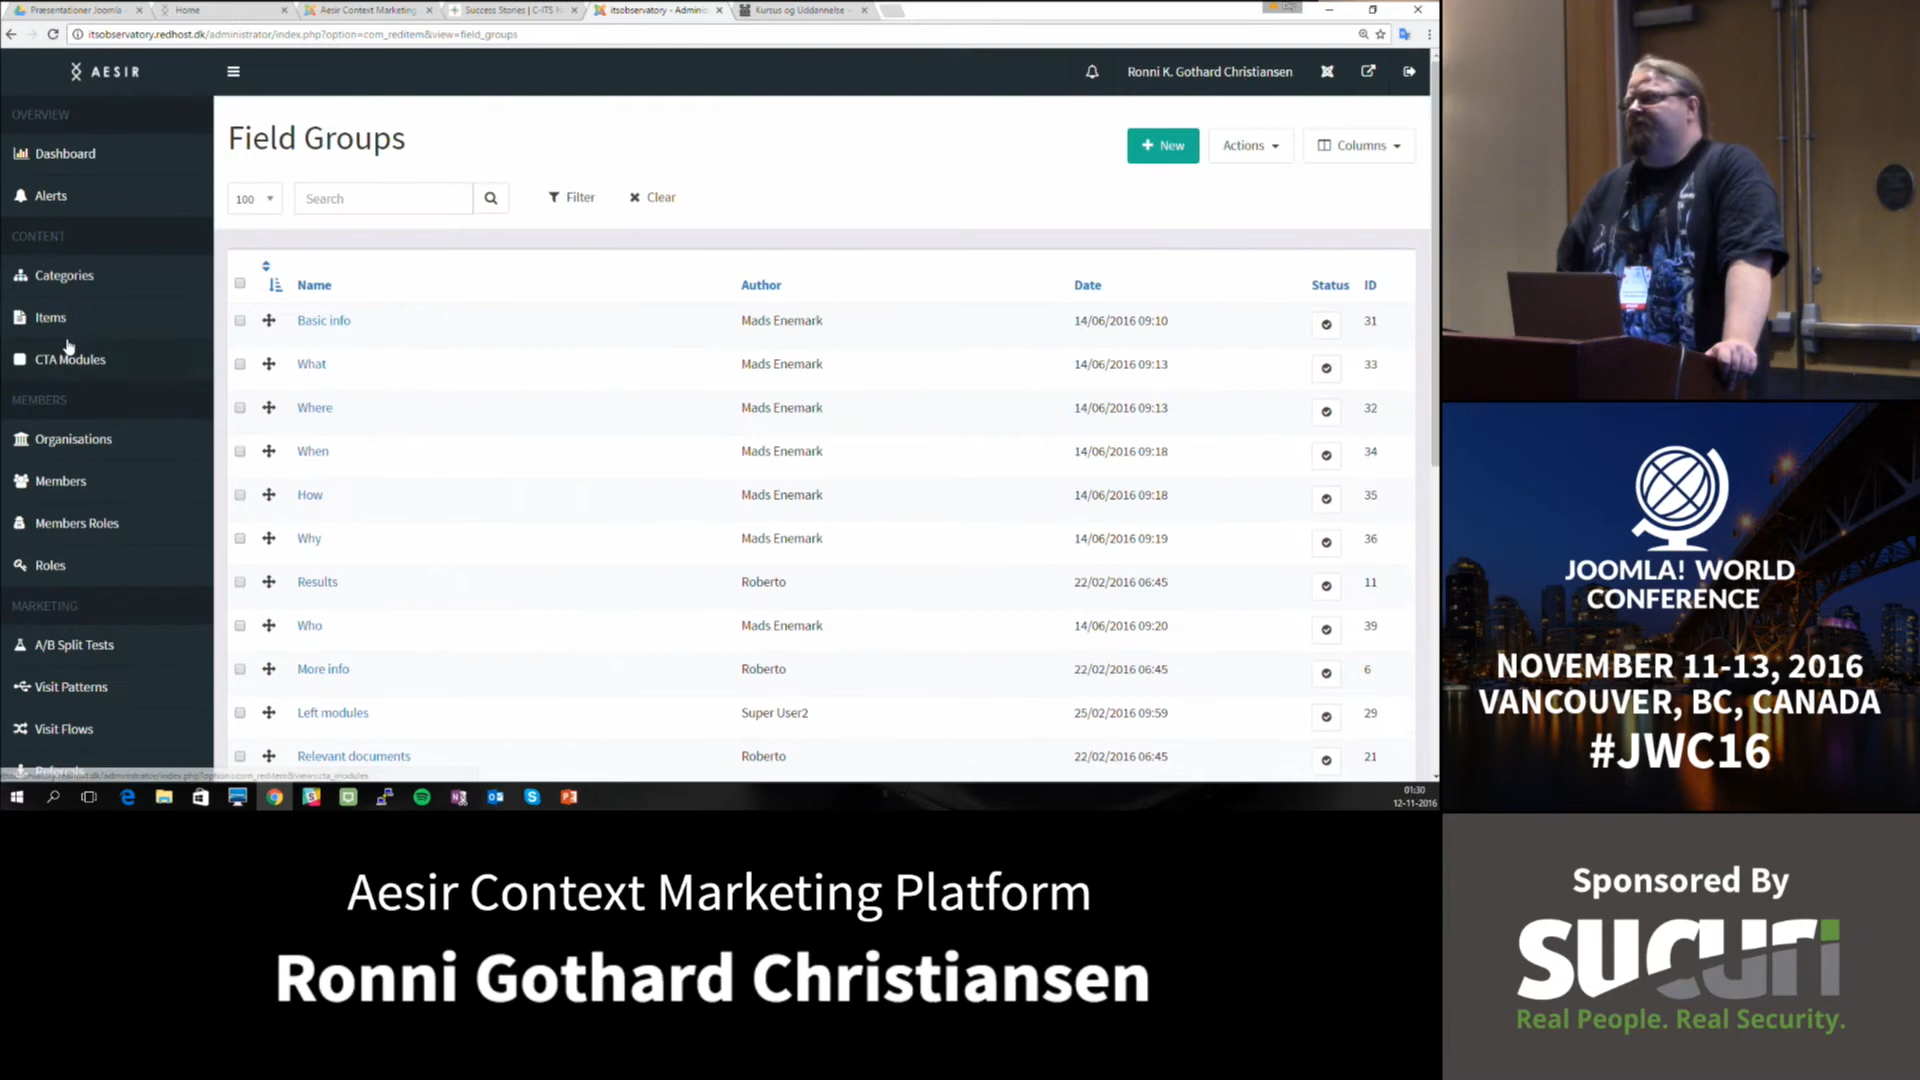 Præsentationer Joomla
Home
Aesir Context Marketing
Success Stories | C-ITS
itsobservatory - Adminis
Kursus og Uddannelse
itsobservatory.redhost.dk/administrator/index.php?option=com_reditem&view=field_groups
AESIR
Ronni K. Gothard Christiansen
OVERVIEW
Dashboard
Alerts
CONTENT
Categories
Items
CTA Modules
MEMBERS
Organisations
Members
Members Roles
Roles
MARKETING
A/B Split Tests
Visit Patterns
Visit Flows
Referrals
Field Groups
New
Actions
Columns
100
Search
Filter
Clear
Name Author Date Status ID
Basic info Mads Enemark 14/06/2016 09:10 31
What Mads Enemark 14/06/2016 09:13 33
Where Mads Enemark 14/06/2016 09:13 32
When Mads Enemark 14/06/2016 09:18 34
How Mads Enemark 14/06/2016 09:18 35
Why Mads Enemark 14/06/2016 09:19 36
Results Roberto 22/02/2016 06:45 11
Who Mads Enemark 14/06/2016 09:20 39
More info Roberto 22/02/2016 06:45 6
Left modules Super User2 25/02/2016 09:59 29
Relevant documents Roberto 22/02/2016 06:45 21
01:30
12-11-2016
JOOMLA! WORLD
CONFERENCE
NOVEMBER 11-13, 2016
VANCOUVER, BC, CANADA
#JWC16
Aesir Context Marketing Platform
Ronni Gothard Christiansen
Sponsored By
SUCURI
Real People. Real Security.